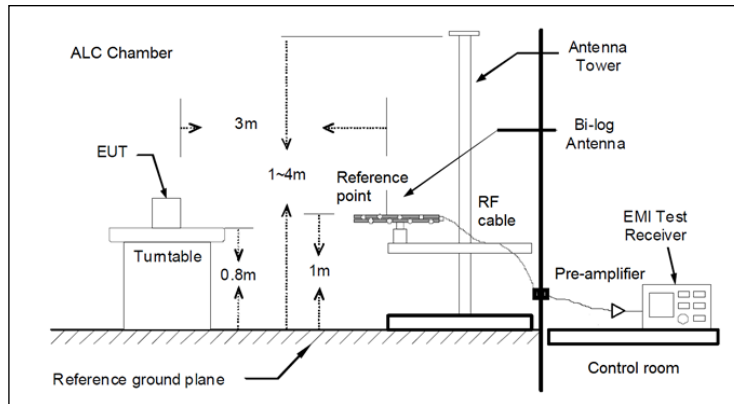 ALC Chamber
Antenna
Tower
3m
Bi-log
Antenna
EUT
1~4m
Reference
point
RF
cable
EMI Test
Receiver
Turntable
0.8m
1m
Pre-amplifier
Reference ground plane
Control room